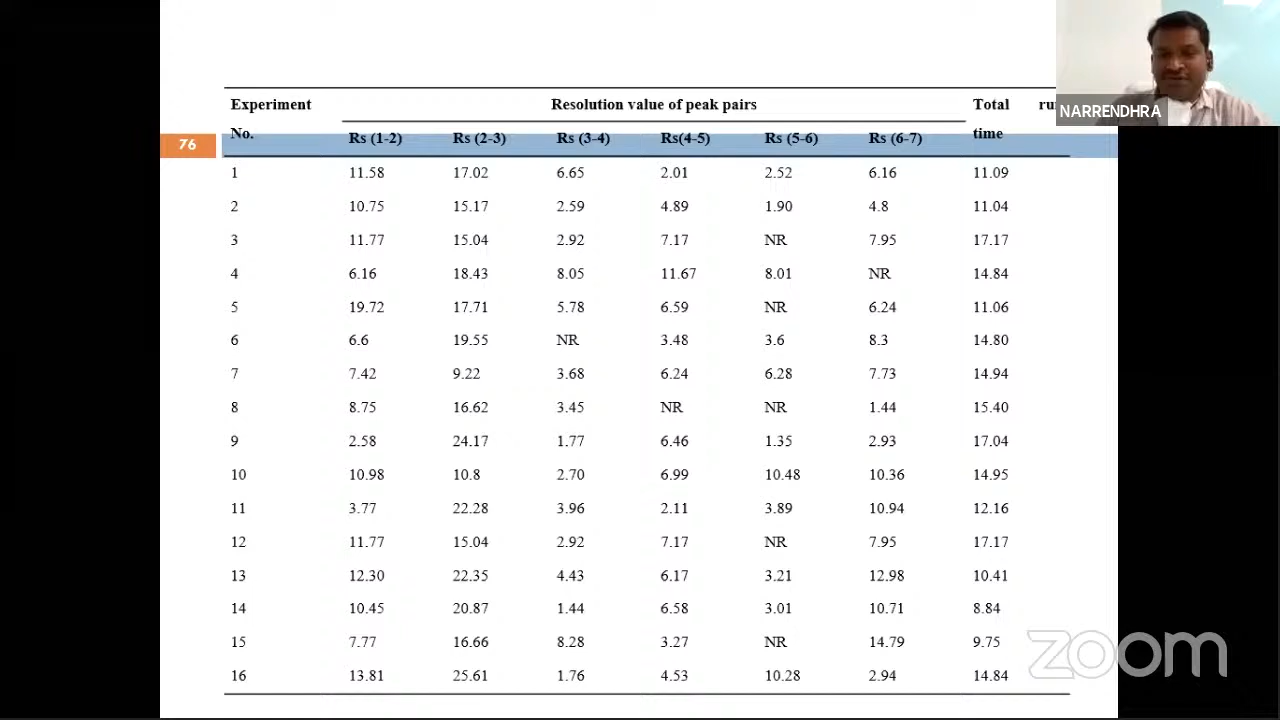 NARRENDHRA
Experiment Resolution value of peak pairs Total
No. time
76 Rs (1-2) Rs (2-3) Rs (3-4) Rs(4-5) Rs (5-6) Rs (6-7)
1 11.58 17.02 6.65 2.01 2.52 6.16 11.09
2 10.75 15.17 2.59 4.89 1.90 4.8 11.04
3 11.77 15.04 2.92 7.17 NR 7.95 17.17
4 6.16 18.43 8.05 11.67 8.01 NR 14.84
5 19.72 17.71 5.78 6.59 NR 6.24 11.06
6 6.6 19.55 NR 3.48 3.6 8.3 14.80
7 7.42 9.22 3.68 6.24 6.28 7.73 14.94
8 8.75 16.62 3.45 NR NR 1.44 15.40
9 2.58 24.17 1.77 6.46 1.35 2.93 17.04
10 10.98 10.8 2.70 6.99 10.48 10.36 14.95
11 3.77 22.28 3.96 2.11 3.89 10.94 12.16
12 11.77 15.04 2.92 7.17 NR 7.95 17.17
13 12.30 22.35 4.43 6.17 3.21 12.98 10.41
14 10.45 20.87 1.44 6.58 3.01 10.71 8.84
15 7.77 16.66 8.28 3.27 NR 14.79 9.75
16 13.81 25.61 1.76 4.53 10.28 2.94 14.84
zoom